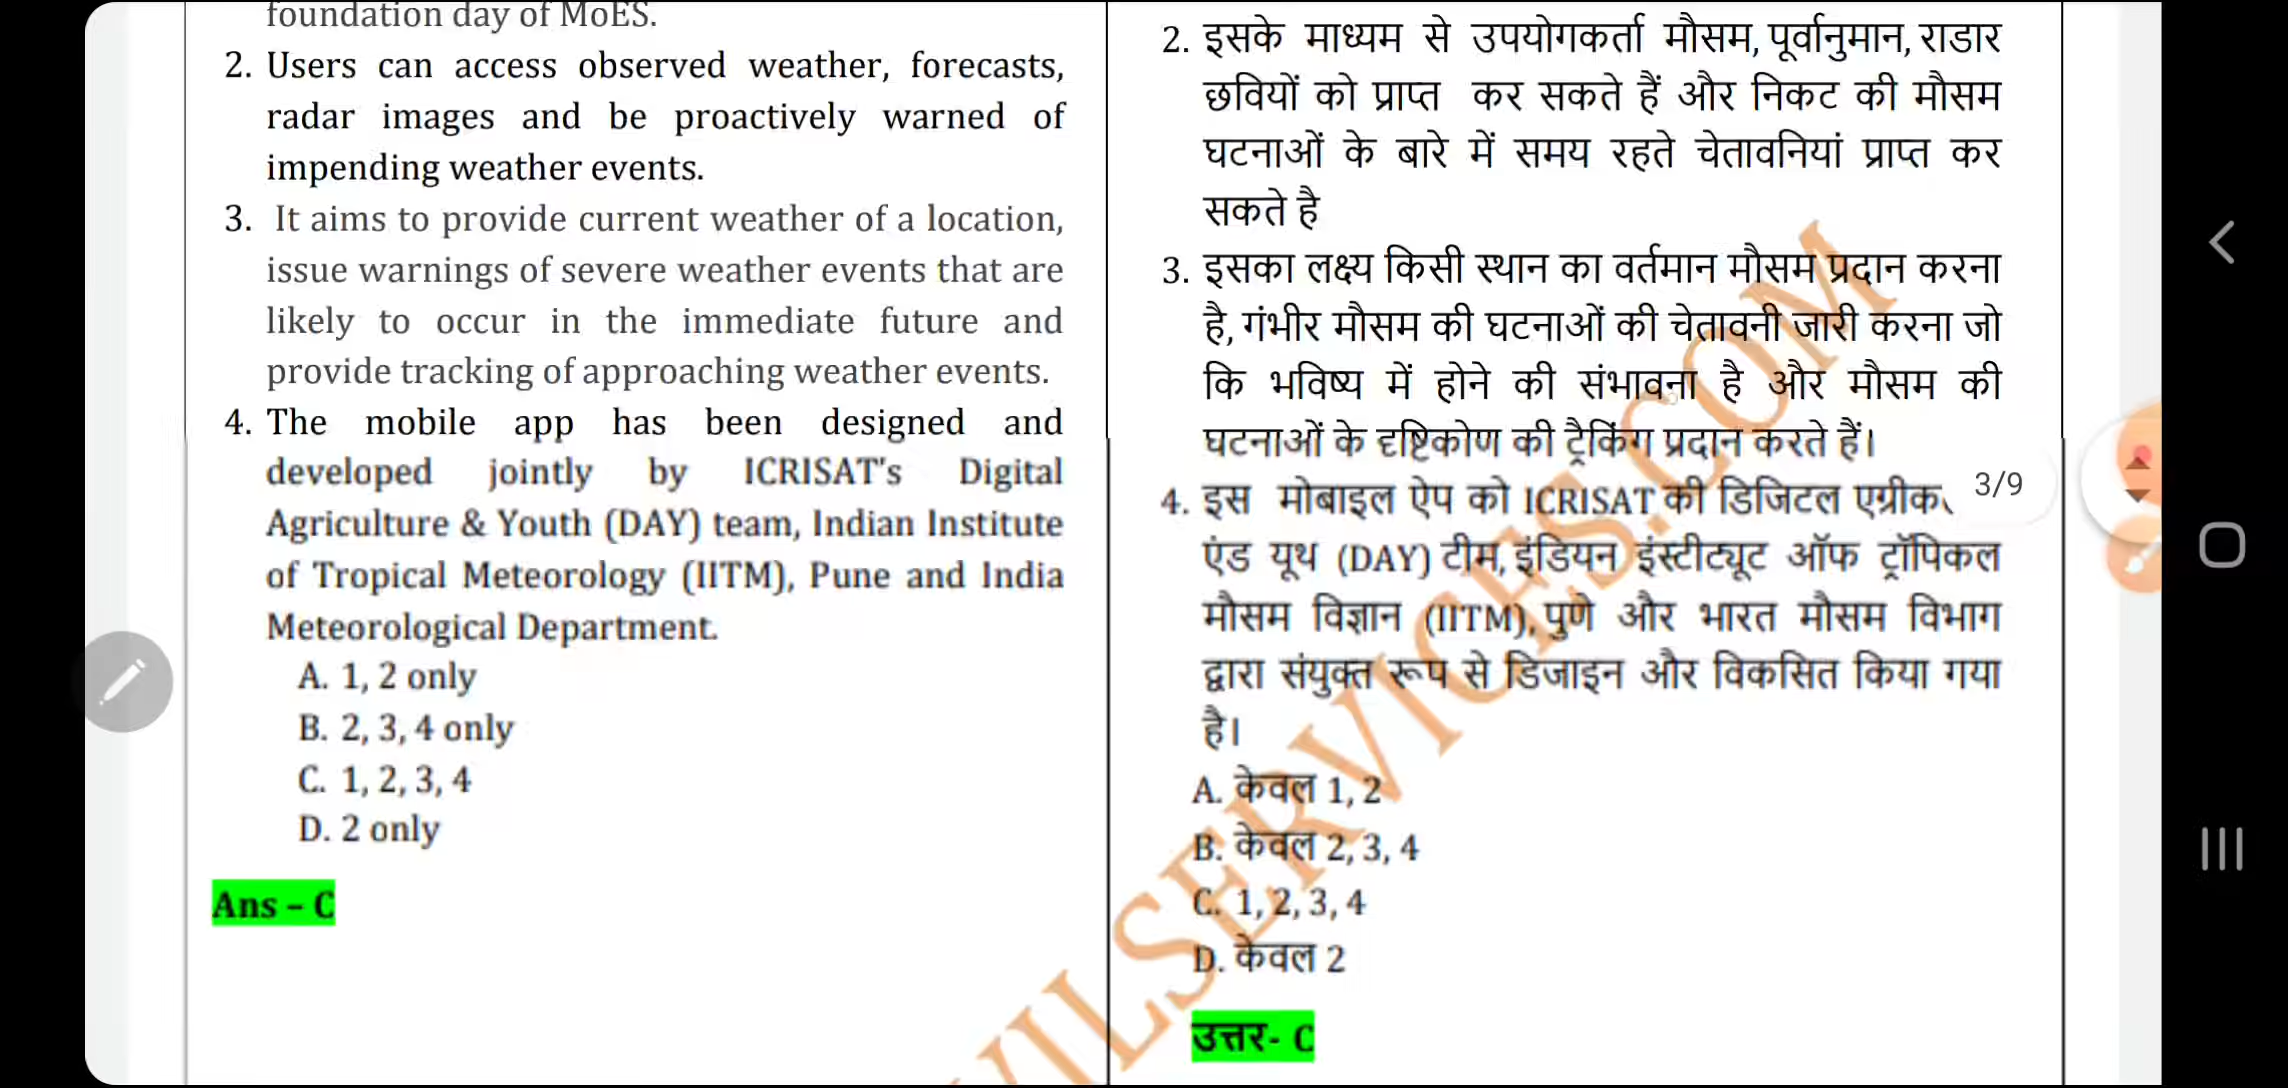 foundation day of MoES.
2. Users can access observed weather, forecasts,
radar images and be proactively warned of
impending weather events.
3. It aims to provide current weather of a location,
issue warnings of severe weather events that are
likely to occur in the immediate future and
provide tracking of approaching weather events.
4. The mobile app has been designed and
developed jointly by ICRISAT's Digital
Agriculture & Youth (DAY) team, Indian Institute
of Tropical Meteorology (IITM), Pune and India
Meteorological Department.
A. 1, 2 only
B. 2, 3, 4 only
C. 1, 2, 3, 4
D. 2 only
Ans – C
2. इसके माध्यम से उपयोगकर्ता मौसम, पूर्वानुमान, राडार
छवियों को प्राप्त कर सकते हैं और निकट की मौसम
घटनाओं के बारे में समय रहते चेतावनियां प्राप्त कर
सकते है
3. इसका लक्ष्य किसी स्थान का वर्तमान मौसम प्रदान करना
है, गंभीर मौसम की घटनाओं की चेतावनी जारी करना जो
कि भविष्य में होने की संभावना है और मौसम की
घटनाओं के दृष्टिकोण की ट्रैकिंग प्रदान करते हैं।
4. इस मोबाइल ऐप को ICRISAT की डिजिटल
एंड यूथ (DAY) टीम, इंडियन इंस्टीट्यूट ऑफ ट्रॉपिकल
मौसम विज्ञान (IITM), पुणे और भारत मौसम विभाग
द्वारा संयुक्त रूप से डिजाइन और विकसित किया गया
है।
A. केवल 1, 2
B. केवल 2, 3, 4
C. 1, 2, 3, 4
D. केवल 2
उत्तर- C
3/9
VILSERVICES.COM